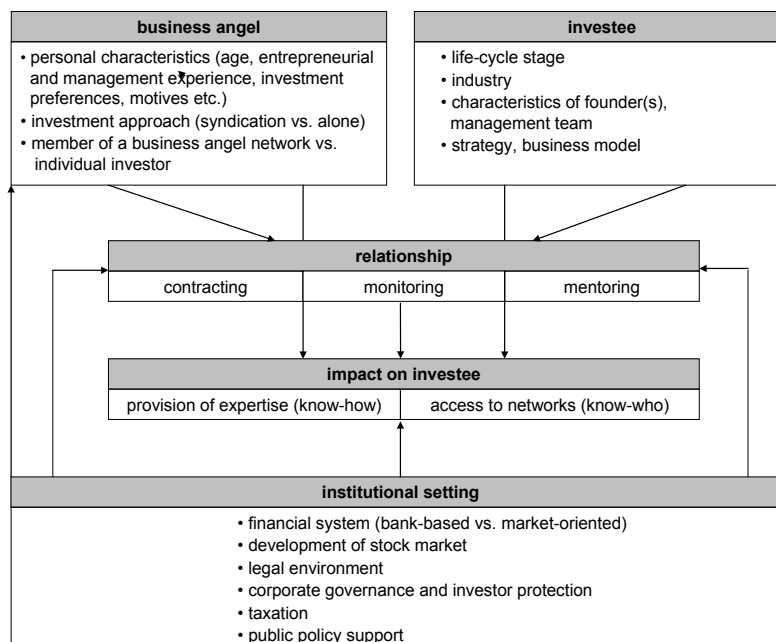 business angel
• personal characteristics (age, entrepreneurial
and management experience, investment
preferences, motives etc.)
• investment approach (syndication vs. alone)
• member of a business angel network vs.
individual investor
investee
• life-cycle stage
• industry
• characteristics of founder(s),
management team
• strategy, business model
relationship
contracting
monitoring
mentoring
impact on investee
provision of expertise (know-how)
access to networks (know-who)
institutional setting
• financial system (bank-based vs. market-oriented)
• development of stock market
• legal environment
• corporate governance and investor protection
• taxation
• public policy support